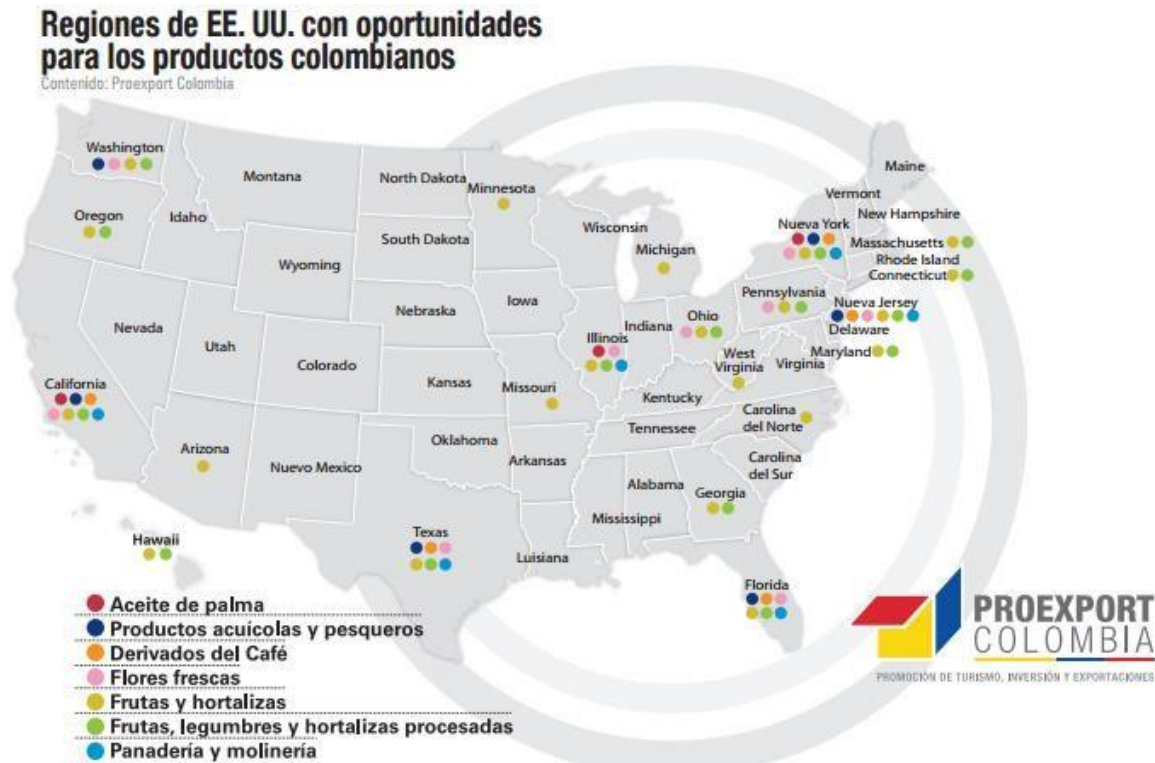 Regiones de EE. UU. con oportunidades
para los productos colombianos
Contenido: Proexport Colombia
Washington
Montana
North Dakota
Minnesota
Maine
Vermont
Oregon
Idaho
New Hampshire
Wisconsin
Nueva York
South Dakota
Michigan
Massachusetts
Rhode Island
Wyoming
Connecticut
Pennsylvania
Iowa
Nueva Jersey
Nebraska
Nevada
Ohio
Indiana
Delaware
Illinois
Utah
Maryland
West
Virginia
Virginia
Colorado
California
Kansas
Missouri
Kentucky
Carolina
del Norte
Tennessee
Oklahoma
Arizona
Nuevo Mexico
Arkansas
Carolina
del Sur
Alabama
Georgia
Mississippi
Texas
Hawaii
Luisiana
Florida
Aceite de palma
Productos acuícolas y pesqueros
Derivados del Café
Flores frescas
Frutas y hortalizas
Frutas, legumbres y hortalizas procesadas
Panadería y molinería
PROEXPORT
COLOMBIA
PROMOCIÓN DE TURISMO, INVERSIÓN Y EXPORTACIONES